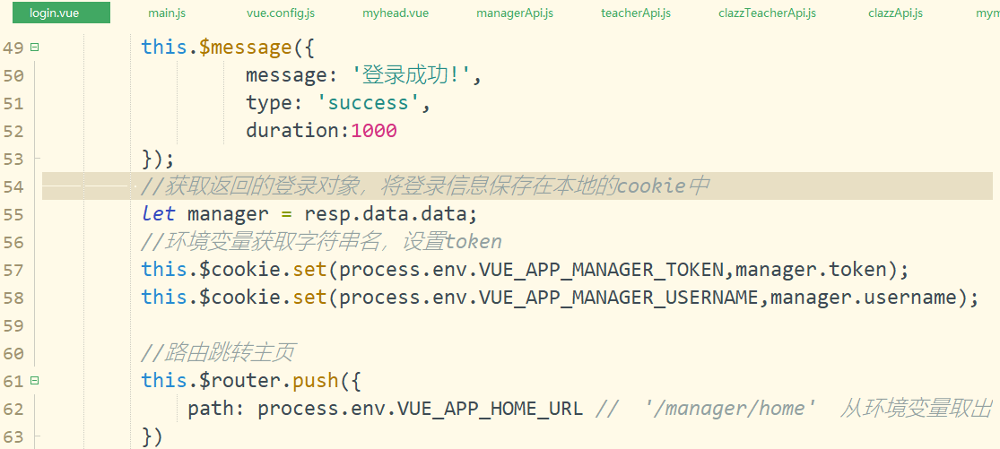 login.vue main.js vue.config.js myhead.vue managerApi.js teacherApi.js clazzTeacherApi.js clazzApi.js
49 this.$message({
50 message: '登录成功!',
51 type: 'success',
52 duration:1000
53 });
54 //获取返回的登录对象，将登录信息保存在本地的cookie中
55 let manager = resp.data.data;
56 //环境变量获取字符串名，设置token
57 this.$cookie.set(process.env.VUE_APP_MANAGER_TOKEN,manager.token);
58 this.$cookie.set(process.env.VUE_APP_MANAGER_USERNAME,manager.username);
59
60 //路由跳转主页
61 this.$router.push({
62 path: process.env.VUE_APP_HOME_URL // '/manager/home' 从环境变量取出
63 })